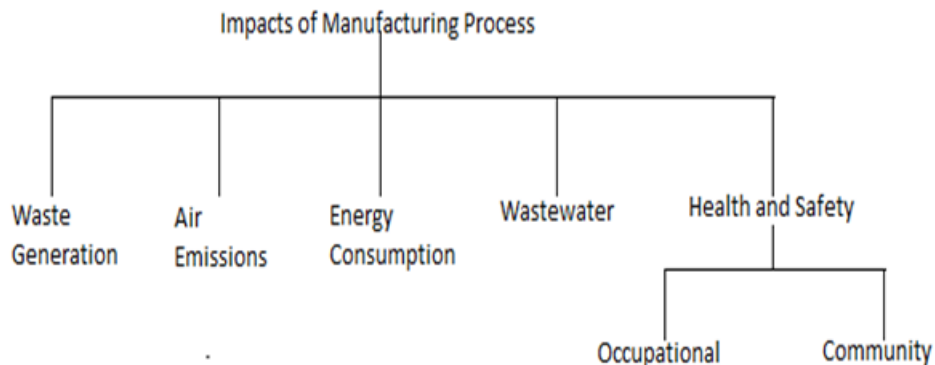 Impacts of Manufacturing Process
Waste
Generation
Air
Emissions
Energy
Consumption
Wastewater
Health and Safety
Occupational
Community